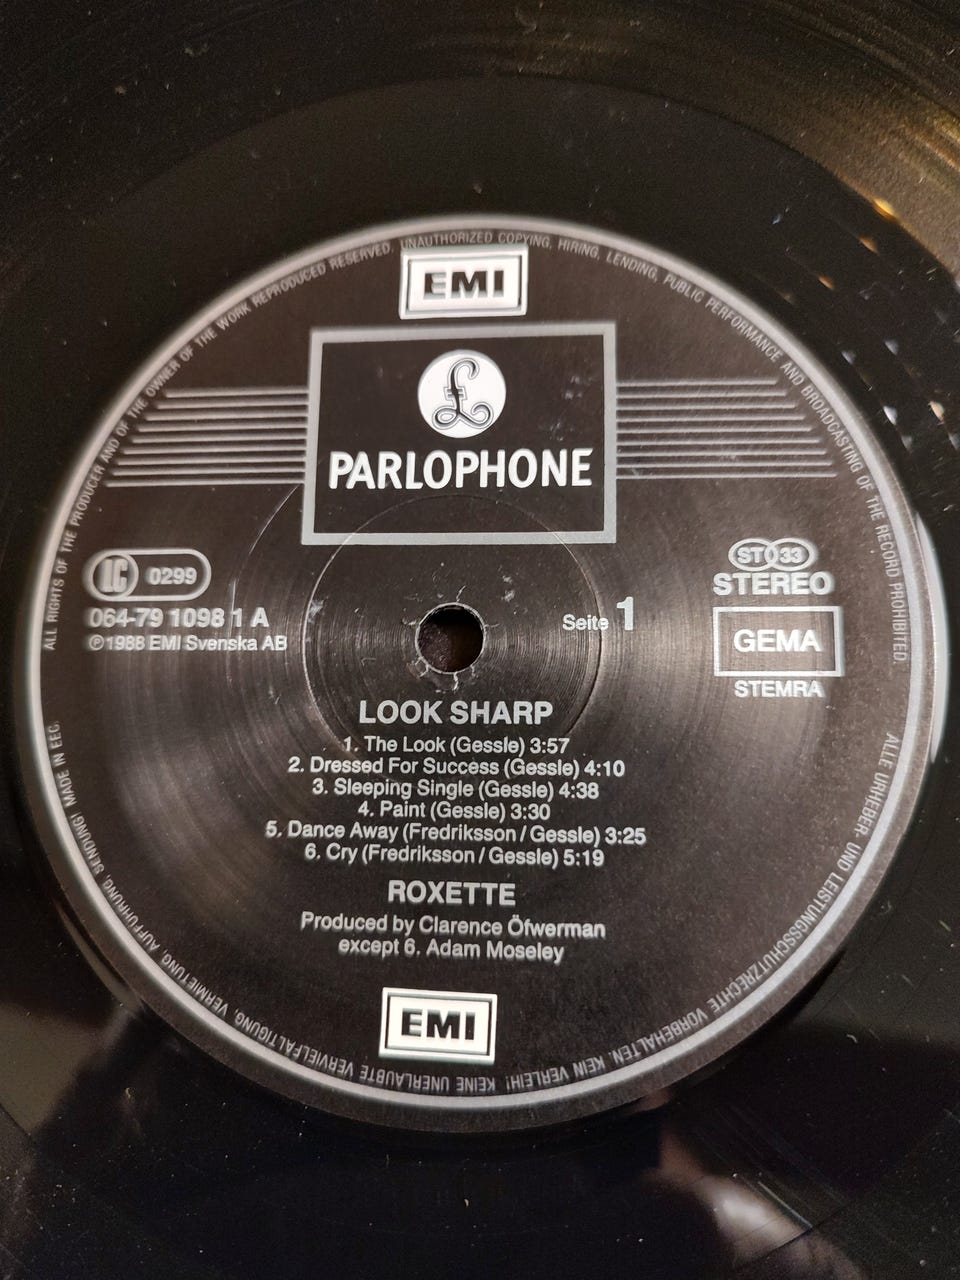 ALL RIGHTS OF THE PRODUCER AND OF THE OWNER OF THE WORK REPRODUCED RESERVED. UNAUTHORIZED COPYING, HIRING, LENDING, PUBLIC PERFORMANCE AND BROADCASTING OF THE RECORD PROHIBITED.
EMI
£
PARLOPHONE
LC 0299
064-79 1098 1 A
℗1988 EMI Svenska AB
Seite 1
ST 33
STEREO
GEMA
STEMRA
LOOK SHARP
1. The Look (Gessle) 3:57
2. Dressed For Success (Gessle) 4:10
3. Sleeping Single (Gessle) 4:38
4. Paint (Gessle) 3:30
5. Dance Away (Fredriksson / Gessle) 3:25
6. Cry (Fredriksson / Gessle) 5:19
ROXETTE
Produced by Clarence Öfwerman
except 6. Adam Moseley
EMI
ALLE URHEBER- UND LEISTUNGSSCHUTZRECHTE VORBEHALTEN. KEIN VERLEIH! KEINE UNERLAUBTE VERVIELFÄLTIGUNG, VERMIETUNG, AUFFÜHRUNG, SENDUNG! MADE IN EEC.